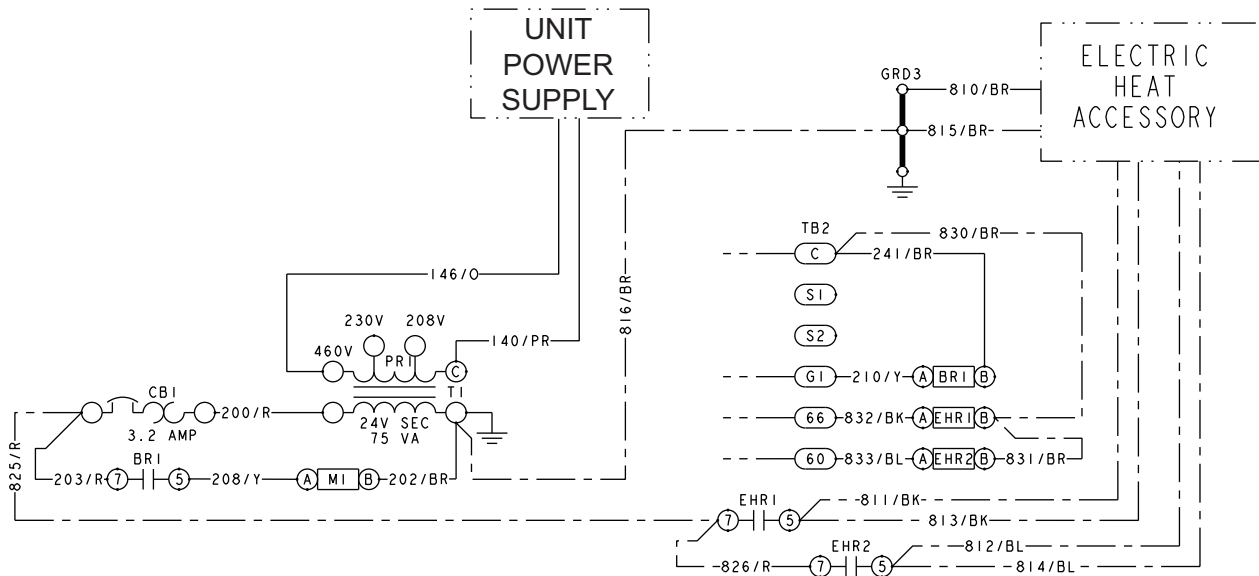 UNIT
POWER
SUPPLY
ELECTRIC
HEAT
ACCESSORY
GRD3
810/BR
815/BR
TB2
830/BR
C
241/BR
146/O
816/BR
S1
230V
208V
S2
140/PR
460V
PR1
C
G1
210/Y
A
BR1
B
CB1
T1
200/R
24V SEC
75 VA
3.2 AMP
66
832/BK
A
EHR1
B
825/R
BR1
60
833/BL
A
EHR2
B
831/BR
203/R
7
5
208/Y
A
M1
B
202/BR
EHR1
811/BK
7
5
813/BK
EHR2
812/BL
826/R
7
5
814/BL